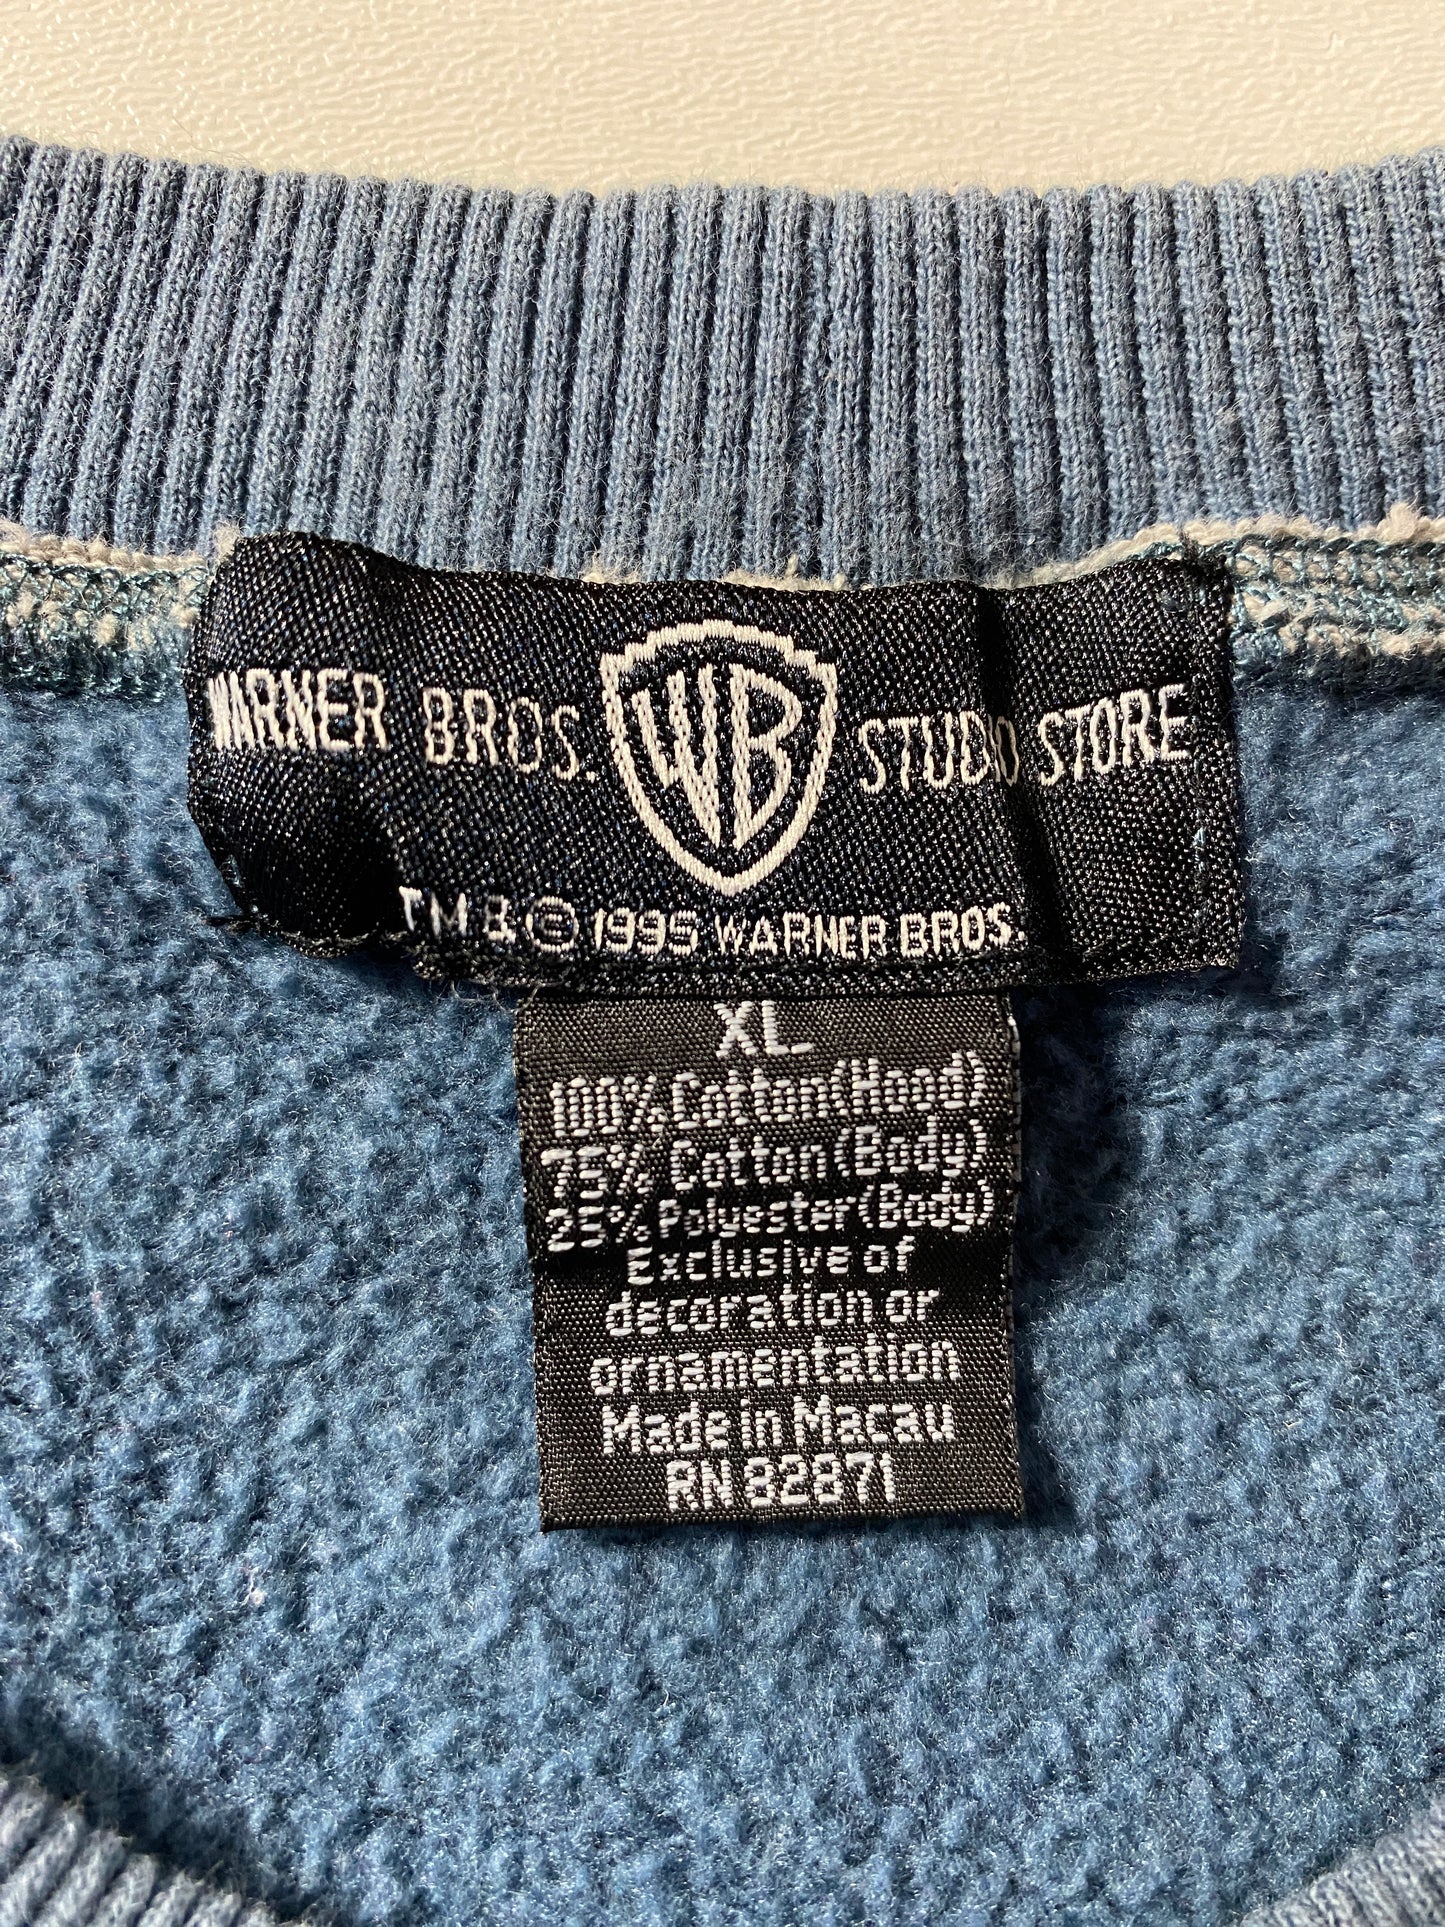 WARNER BROS. WB STUDIO STORE
TM & © 1995 WARNER BROS.
XL
100% Cotton(Hood)
75% Cotton(Body)
25% Polyester(Body)
Exclusive of
decoration or
ornamentation
Made in Macau
RN 82871